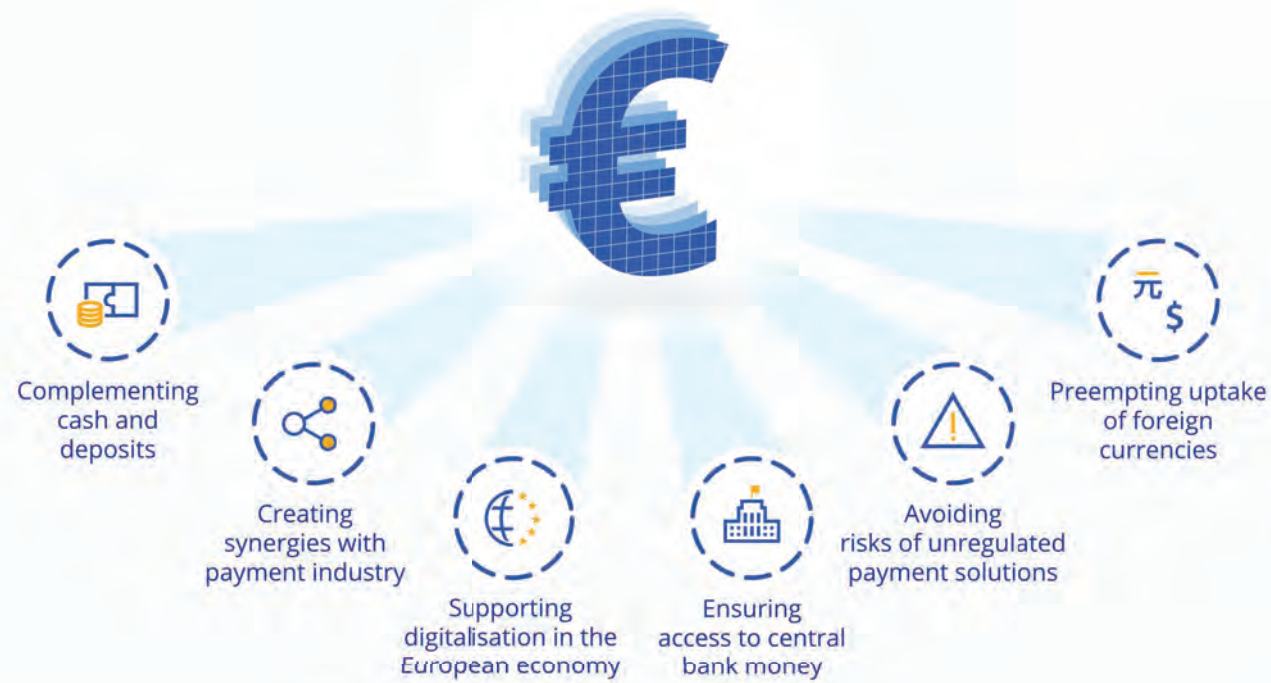 €
元
$
Complementing
cash and
deposits
Creating
synergies with
payment industry
Supporting
digitalisation in the
European economy
Ensuring
access to central
bank money
Avoiding
risks of unregulated
payment solutions
Preempting uptake
of foreign
currencies